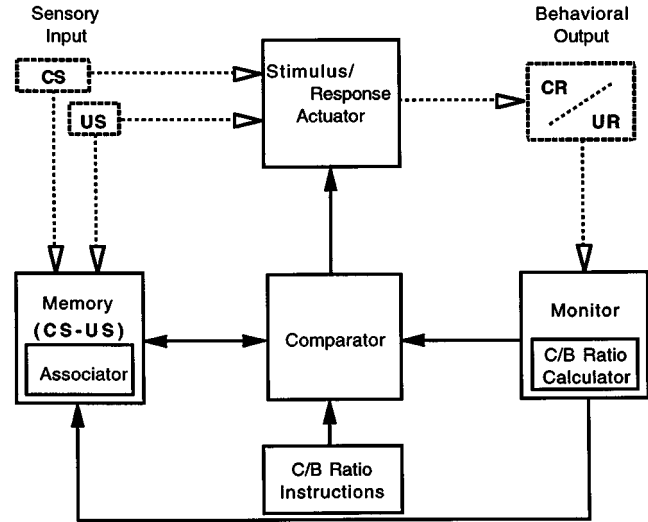 Sensory
Input
Behavioral
Output
CS
US
Stimulus/
Response
Actuator
CR
UR
Memory
(CS-US)
Associator
Comparator
Monitor
C/B Ratio
Calculator
C/B Ratio
Instructions